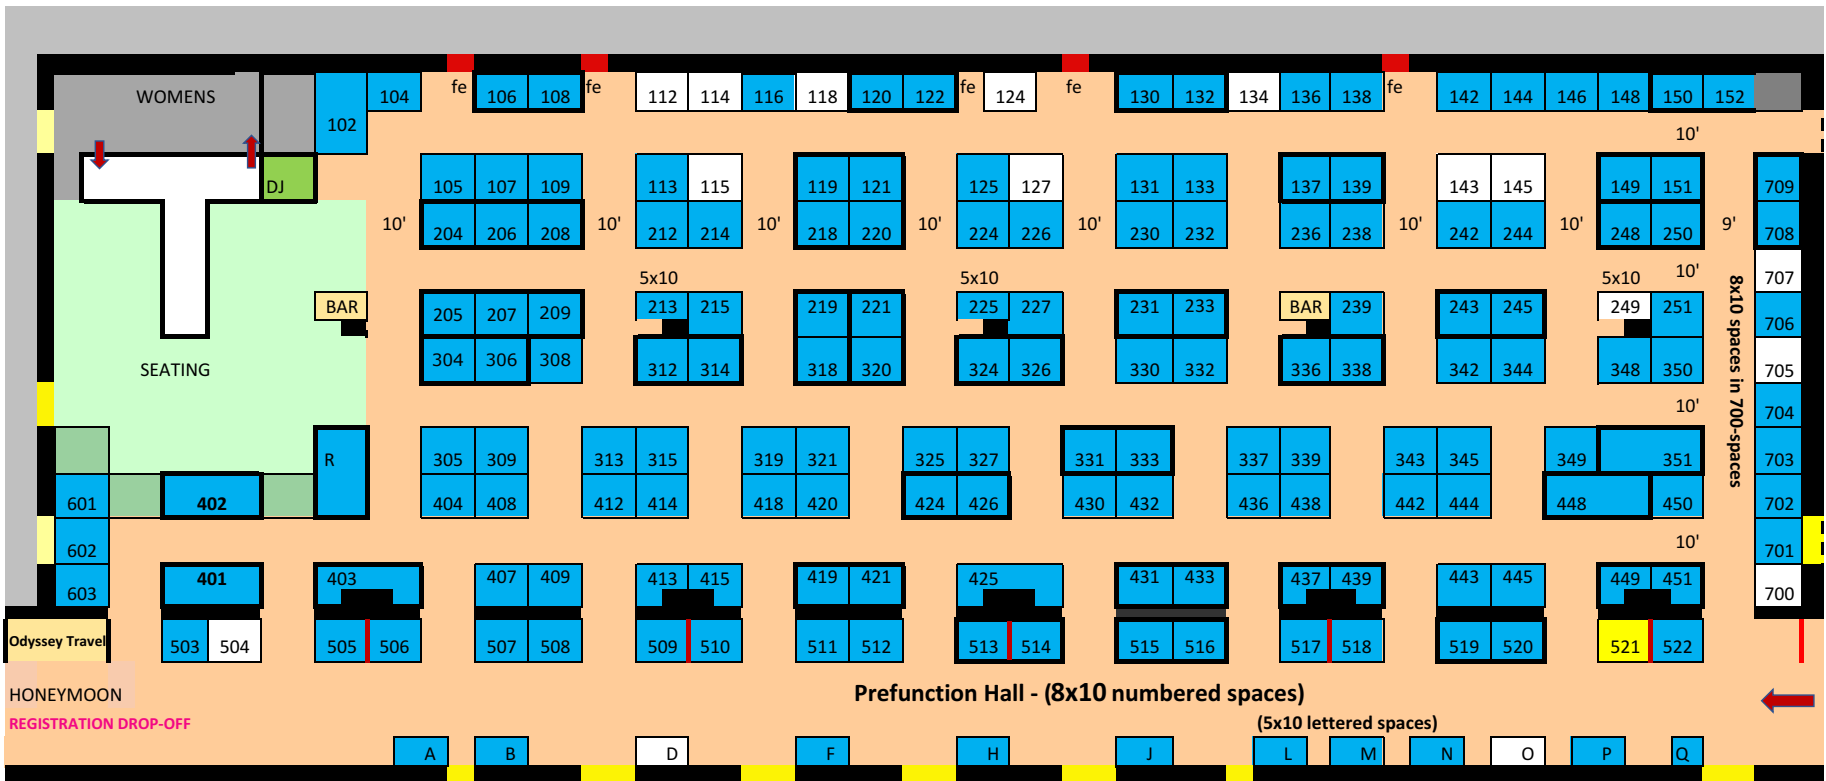 WOMENS 102 104 fe 106 108 fe 112 114 116 118 120 122 fe 124 fe 130 132 134 136 138 fe 142 144 146 148 150 152
10'
DJ 105 107 109 113 115 119 121 125 127 131 133 137 139 143 145 149 151 709
10' 204 206 208 10' 212 214 10' 218 220 10' 224 226 10' 230 232 236 238 10' 242 244 10' 248 250 9' 708
5x10 5x10 5x10 10' 707
BAR 205 207 209 213 215 219 221 225 227 231 233 BAR 239 243 245 249 251 706
SEATING 304 306 308 312 314 318 320 324 326 330 332 336 338 342 344 348 350 705
8x10 spaces in 700-spaces
10' 704
R 305 309 313 315 319 321 325 327 331 333 337 339 343 345 349 351 703
601 402 404 408 412 414 418 420 424 426 430 432 436 438 442 444 448 450 702
602 10' 701
603 401 403 407 409 413 415 419 421 425 431 433 437 439 443 445 449 451 700
Odyssey Travel 503 504 505 506 507 508 509 510 511 512 513 514 515 516 517 518 519 520 521 522
HONEYMOON Prefunction Hall - (8x10 numbered spaces)
REGISTRATION DROP-OFF (5x10 lettered spaces)
A B D F H J L M N O P Q